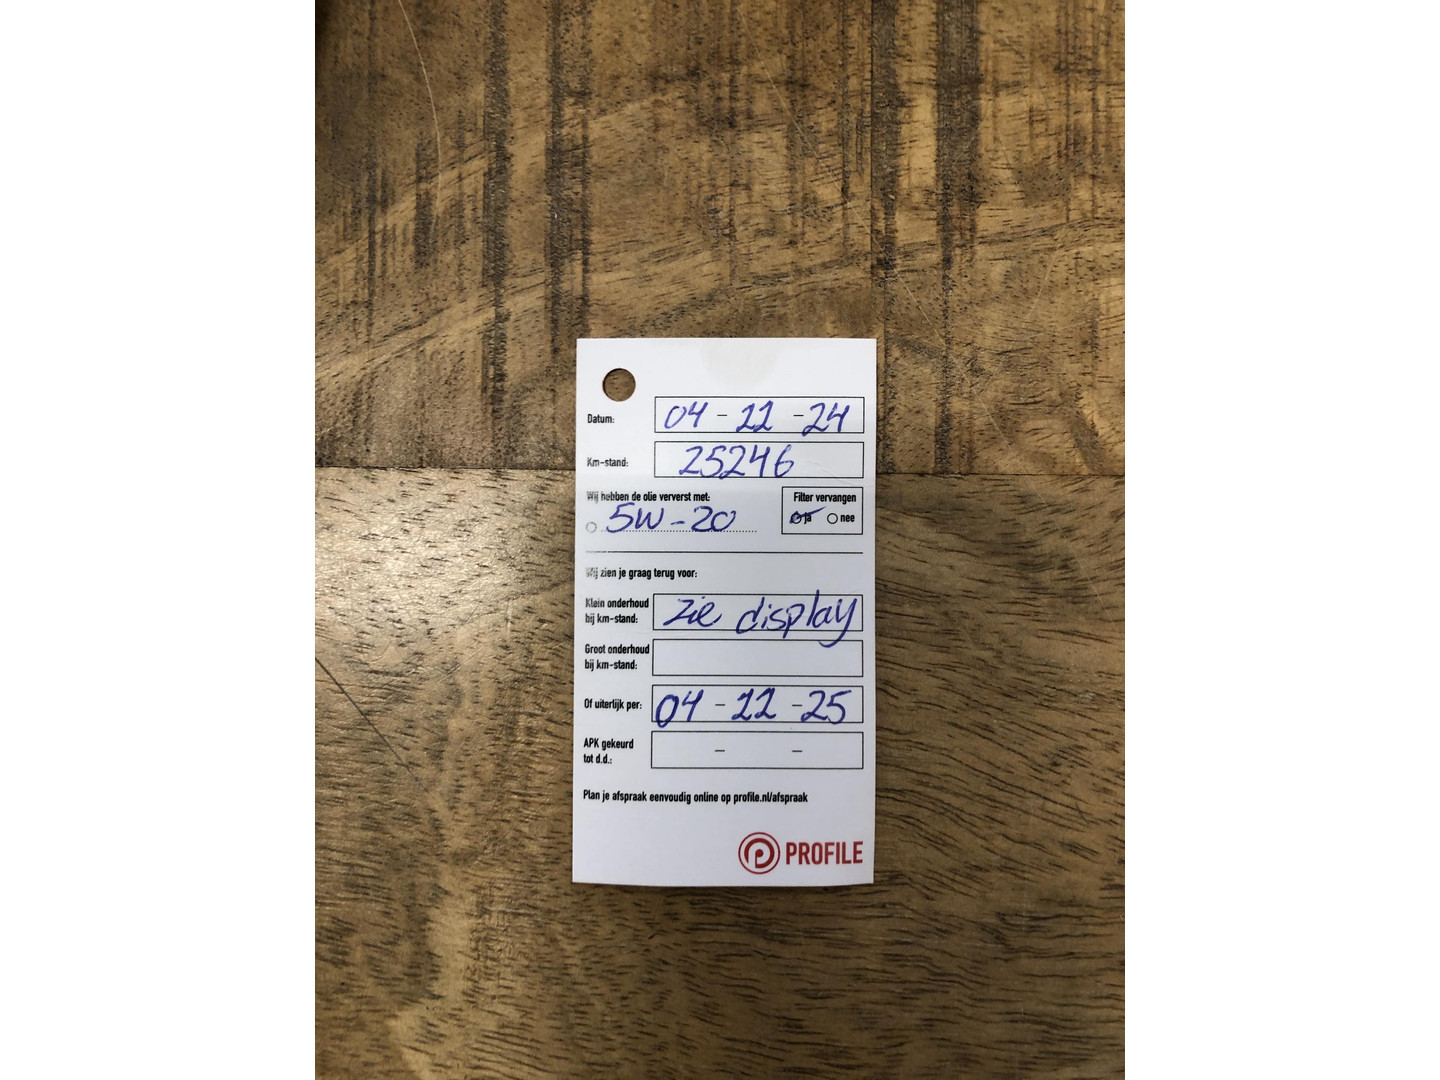 Datum: 04 - 11 - 24
Km-stand: 25246
Wij hebben de olie ververst met:
5W-20
Filter vervangen
ja nee
Wij zien je graag terug voor:
Klein onderhoud
bij km-stand: zie display
Groot onderhoud
bij km-stand:
Of uiterlijk per: 04 - 11 - 25
APK gekeurd
tot d.d.: - -
Plan je afspraak eenvoudig online op profile.nl/afspraak
PROFILE